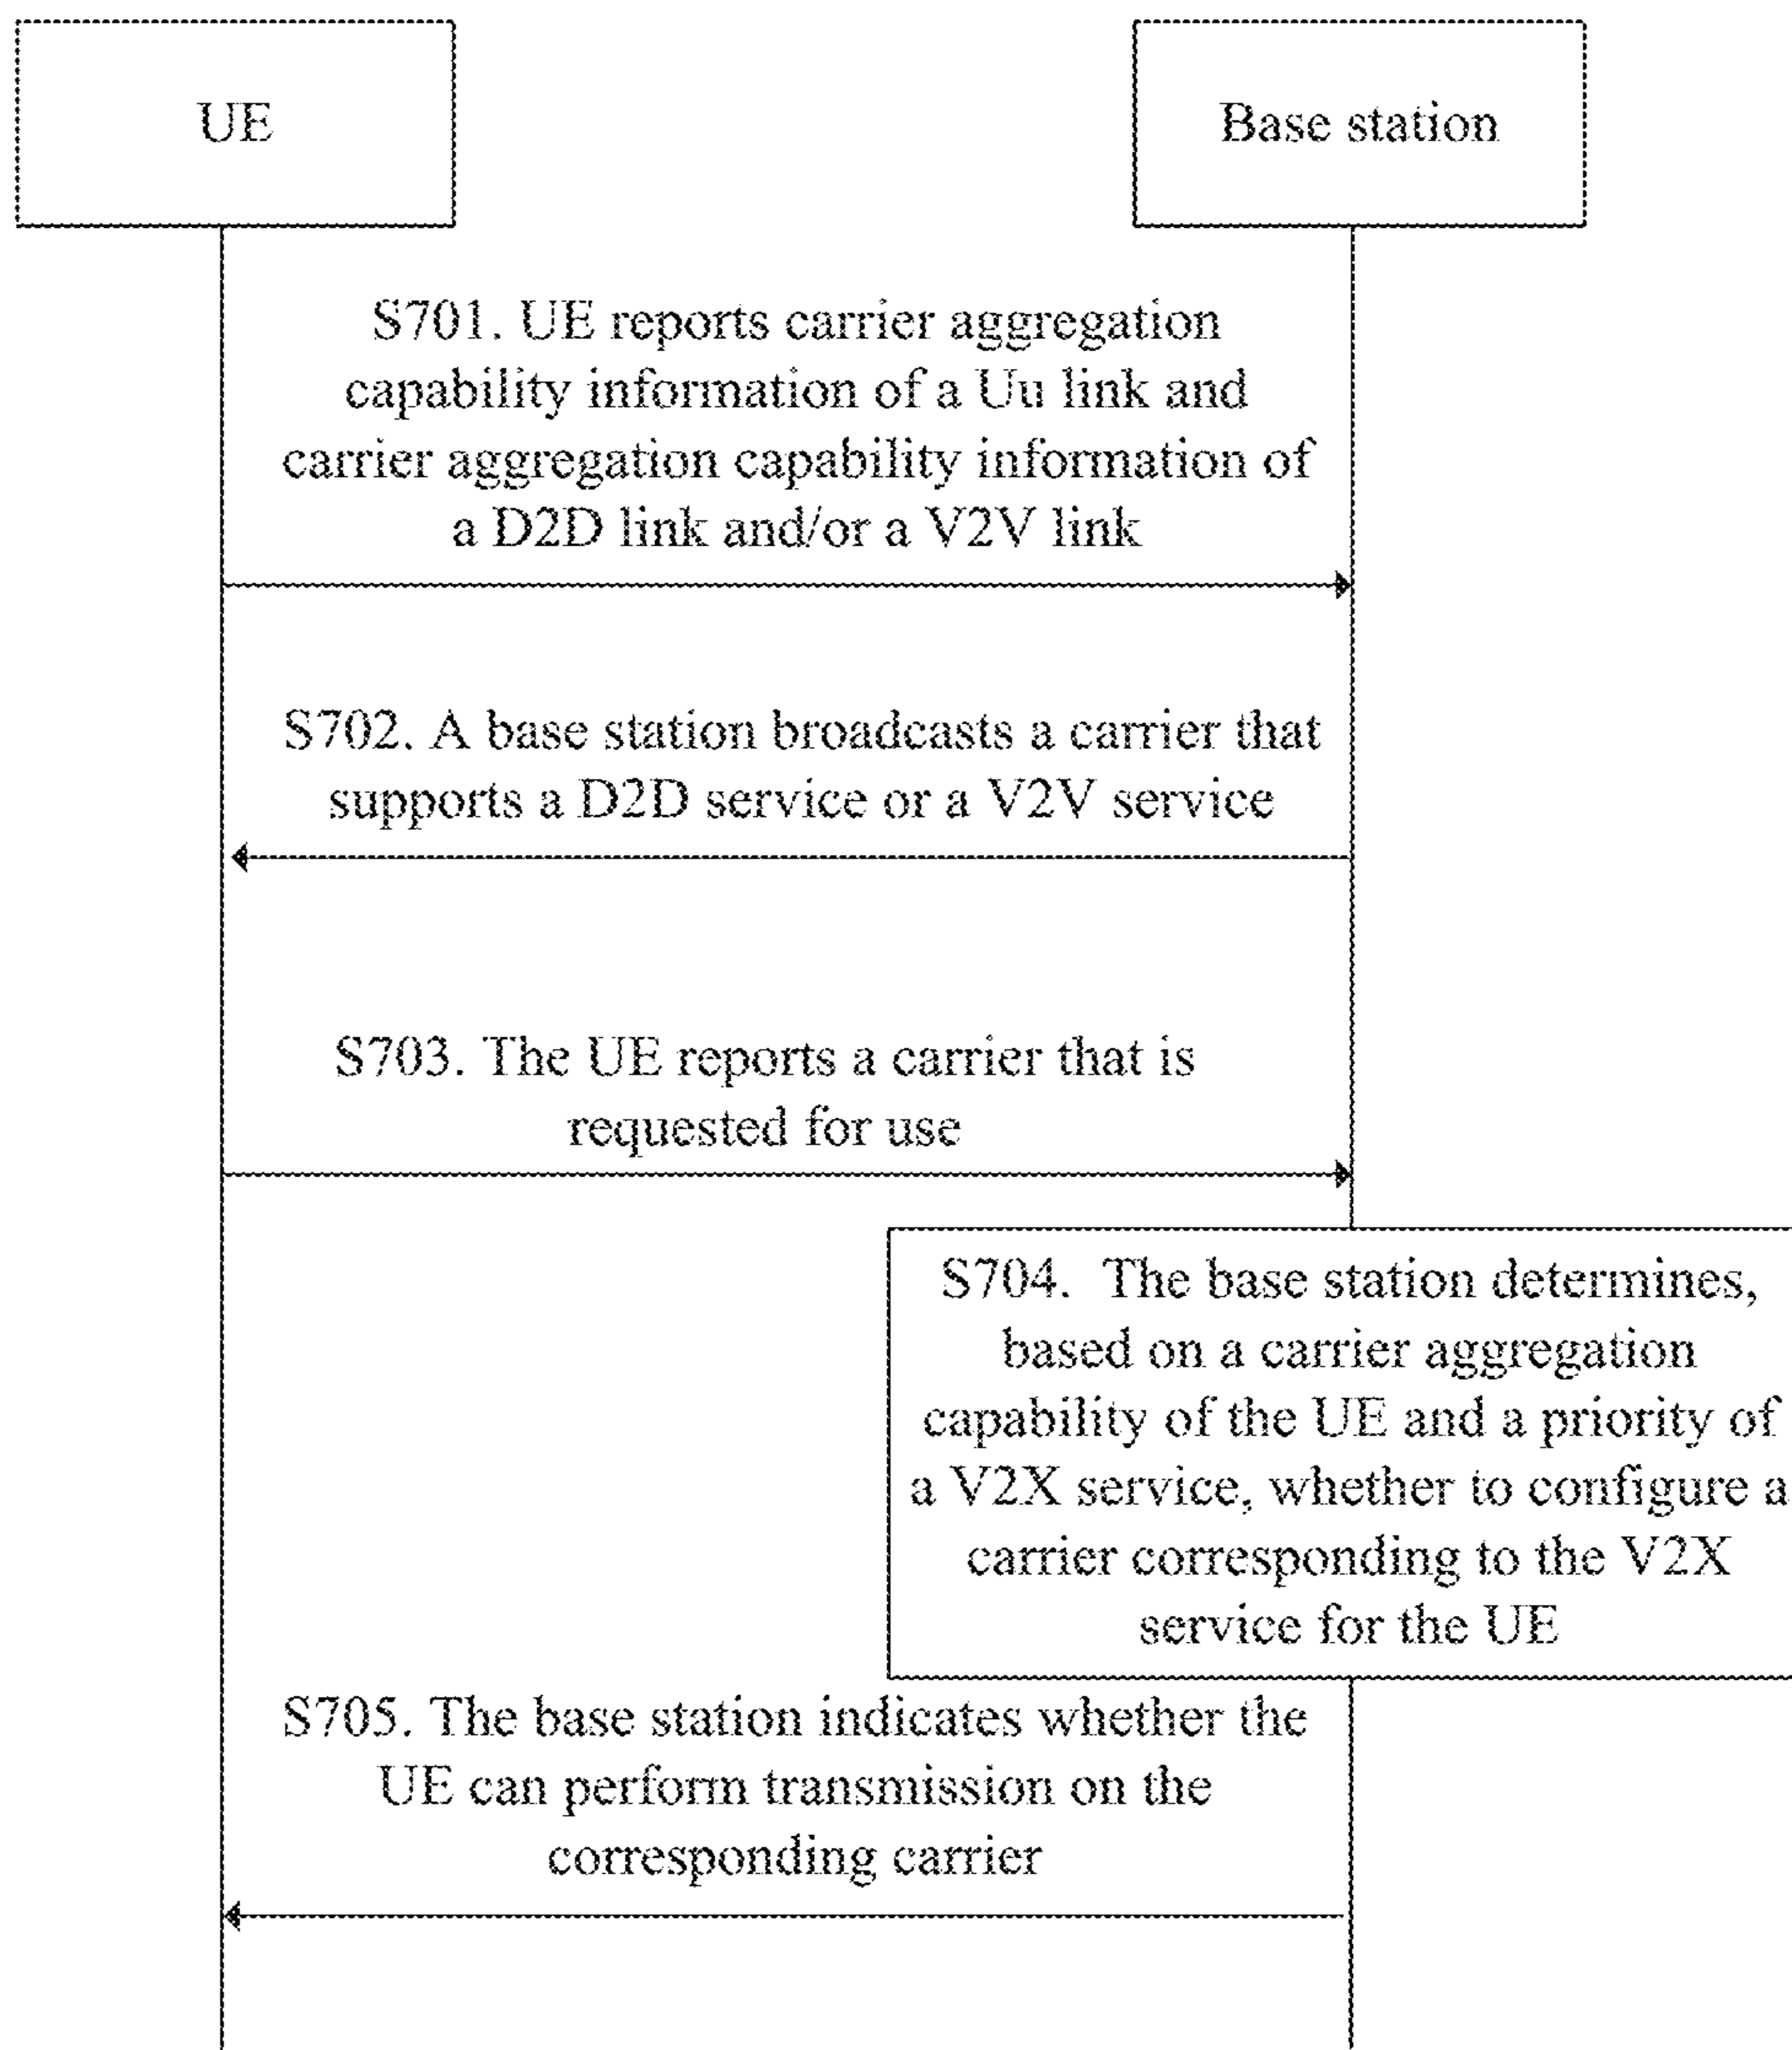 UE
Base station
S701. UE reports carrier aggregation
capability information of a Uu link and
carrier aggregation capability information of
a D2D link and/or a V2V link
S702. A base station broadcasts a carrier that
supports a D2D service or a V2V service
S703. The UE reports a carrier that is
requested for use
S704. The base station determines,
based on a carrier aggregation
capability of the UE and a priority of
a V2X service, whether to configure a
carrier corresponding to the V2X
service for the UE
S705. The base station indicates whether the
UE can perform transmission on the
corresponding carrier